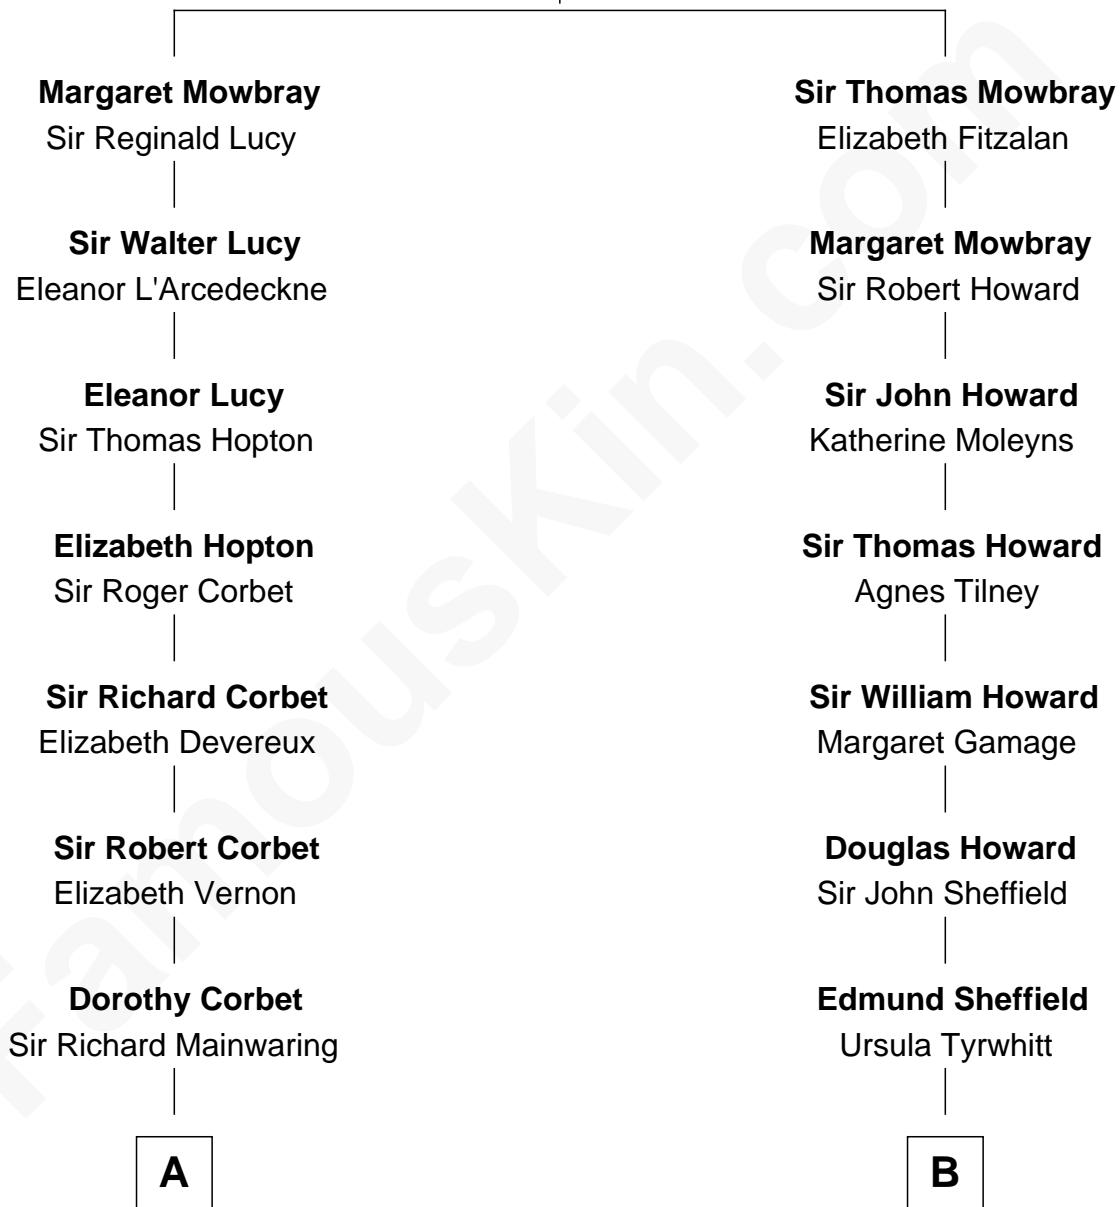 Margaret Mowbray
Sir Reginald Lucy
Sir Walter Lucy
Eleanor L'Arcedeckne
Eleanor Lucy
Sir Thomas Hopton
Elizabeth Hopton
Sir Roger Corbet
Sir Richard Corbet
Elizabeth Devereux
Sir Robert Corbet
Elizabeth Vernon
Dorothy Corbet
Sir Richard Mainwaring
A
Sir Thomas Mowbray
Elizabeth Fitzalan
Margaret Mowbray
Sir Robert Howard
Sir John Howard
Katherine Moleyns
Sir Thomas Howard
Agnes Tilney
Sir William Howard
Margaret Gamage
Douglas Howard
Sir John Sheffield
Edmund Sheffield
Ursula Tyrwhitt
B
FamousKin.com